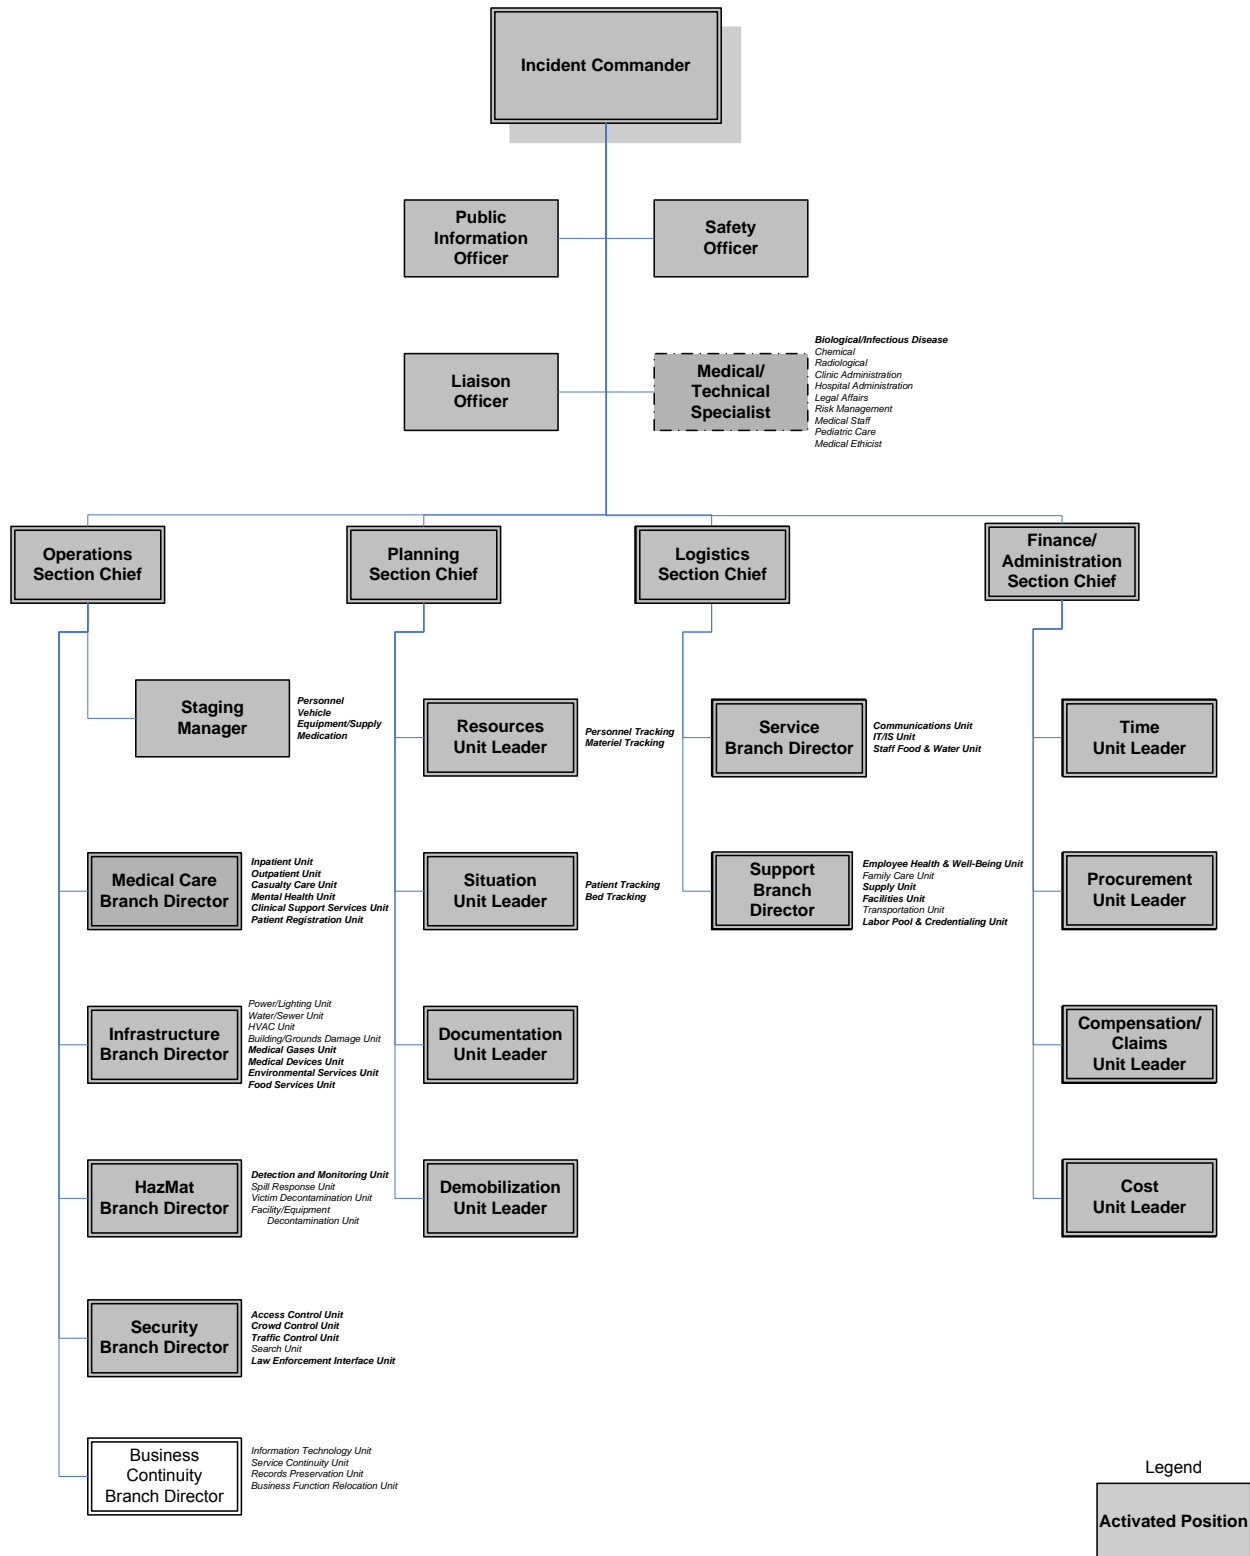 Incident Commander
Public
Information
Officer
Safety
Officer
Liaison
Officer
Medical/
Technical
Specialist
Biological/Infectious Disease
Chemical
Radiological
Clinic Administration
Hospital Administration
Legal Affairs
Risk Management
Medical Staff
Pediatric Care
Medical Ethicist
Operations
Section Chief
Planning
Section Chief
Logistics
Section Chief
Finance/
Administration
Section Chief
Staging
Manager
Personnel
Vehicle
Equipment/Supply
Medication
Resources
Unit Leader
Personnel Tracking
Materiel Tracking
Service
Branch Director
Communications Unit
IT/IS Unit
Staff Food & Water Unit
Time
Unit Leader
Medical Care
Branch Director
Inpatient Unit
Outpatient Unit
Casualty Care Unit
Mental Health Unit
Clinical Support Services Unit
Patient Registration Unit
Situation
Unit Leader
Patient Tracking
Bed Tracking
Support
Branch
Director
Employee Health & Well-Being Unit
Family Care Unit
Supply Unit
Facilities Unit
Transportation Unit
Labor Pool & Credentialing Unit
Procurement
Unit Leader
Infrastructure
Branch Director
Power/Lighting Unit
Water/Sewer Unit
HVAC Unit
Building/Grounds Damage Unit
Medical Gases Unit
Medical Devices Unit
Environmental Services Unit
Food Services Unit
Documentation
Unit Leader
Compensation/
Claims
Unit Leader
HazMat
Branch Director
Detection and Monitoring Unit
Spill Response Unit
Victim Decontamination Unit
Facility/Equipment
Decontamination Unit
Demobilization
Unit Leader
Cost
Unit Leader
Security
Branch Director
Access Control Unit
Crowd Control Unit
Traffic Control Unit
Search Unit
Law Enforcement Interface Unit
Business
Continuity
Branch Director
Information Technology Unit
Service Continuity Unit
Records Preservation Unit
Business Function Relocation Unit
Legend
Activated Position